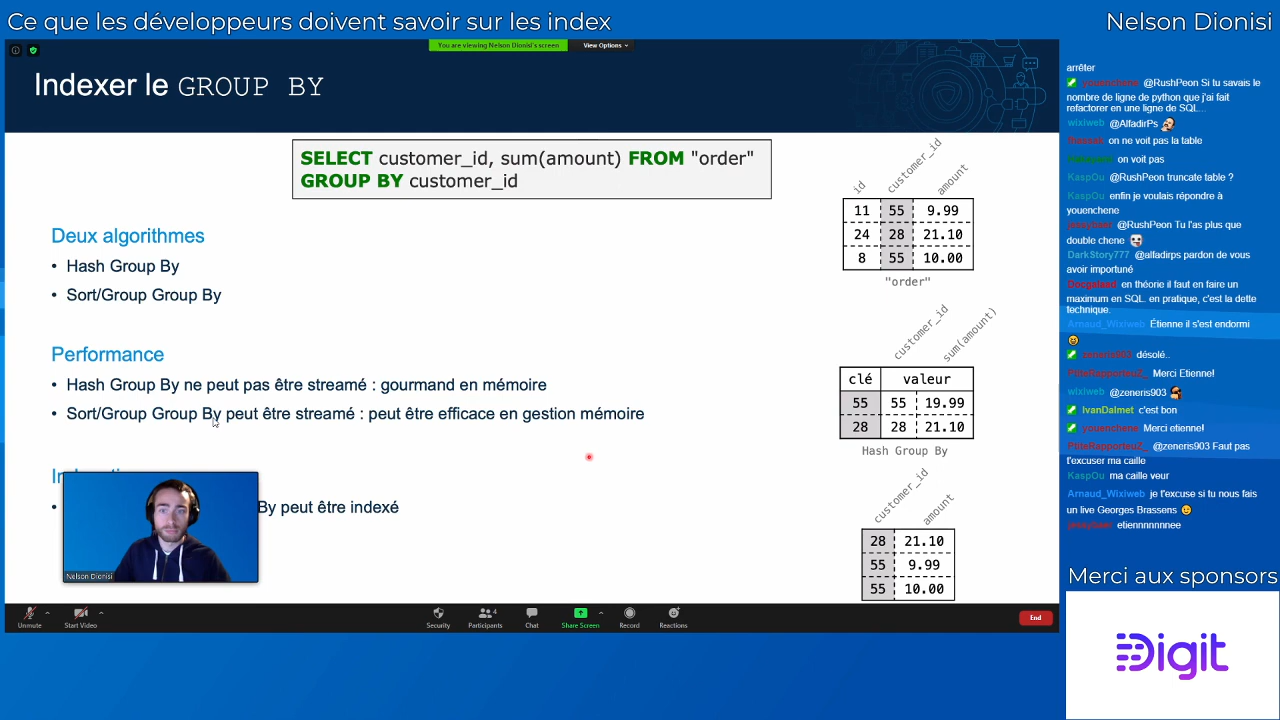 Ce que les développeurs doivent savoir sur les index
Nelson Dionisi
You are viewing Nelson Dionisi's screen
View Options
Indexer le GROUP BY
SELECT customer_id, sum(amount) FROM "order"
GROUP BY customer_id
Deux algorithmes
• Hash Group By
• Sort/Group Group By
Performance
• Hash Group By ne peut pas être streamé : gourmand en mémoire
• Sort/Group Group By peut être streamé : peut être efficace en gestion mémoire
By peut être indexé
Nelson Dionisi
id customer_id amount
11 55 9.99
24 28 21.10
8 55 10.00
"order"
customer_id sum(amount)
clé valeur
55 55 19.99
28 28 21.10
Hash Group By
customer_id amount
28 21.10
55 9.99
55 10.00
Unmute
Start Video
Security
Participants
4
Chat
Share Screen
Record
Reactions
End
arrêter
youenchene @RushPeon Si tu savais le
nombre de ligne de python que j'ai fait
refactorer en une ligne de SQL...
wixiweb @AlfadirPs
on ne voit pas la table
on voit pas
KaspOu @RushPeon truncate table ?
KaspOu enfin je voulais répondre à
youenchene
@RushPeon Tu l'as plus que
double chene
DarkStory777 @alfadirps pardon de vous
avoir importuné
Docgalaad en théorie il faut en faire un
maximum en SQL. en pratique, c'est la dette
technique.
Arnaud_Wixiweb Étienne il s'est endormi
zeneris903 désolé..
PtiteRapporteuZ_ Merci Etienne!
wixiweb @zeneris903
IvanDalmet c'est bon
youenchene Merci etienne!
PtiteRapporteuZ_ @zeneris903 Faut pas
t'excuser ma caille
KaspOu ma caille veur
Arnaud_Wixiweb je t'excuse si tu nous fais
un live Georges Brassens
etiennnnnnnee
Merci aux sponsors
Digit